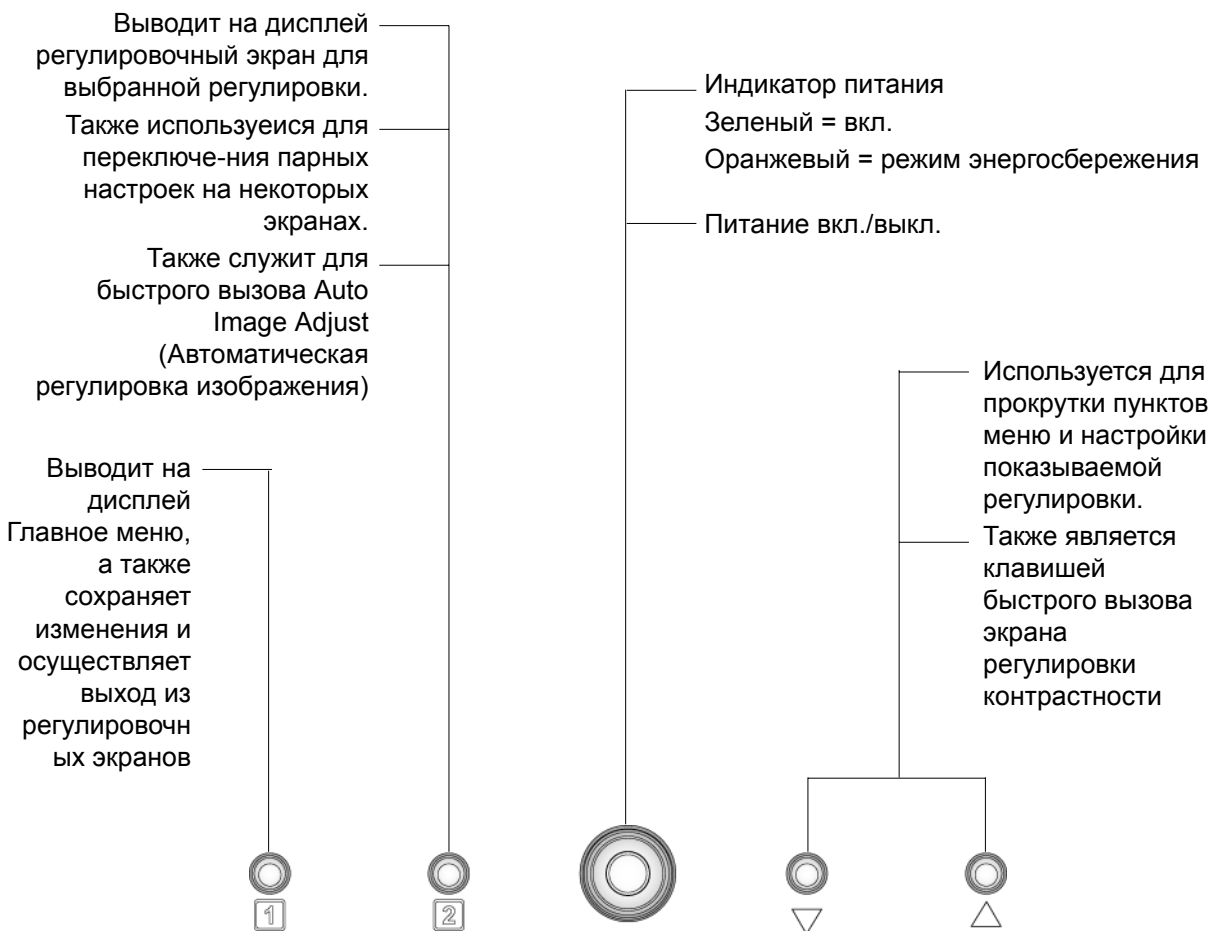 Выводит на дисплей
регулировочный экран для
выбранной регулировки.
Также используеися для
переключе-ния парных
настроек на некоторых
экранах.
Также служит для
быстрого вызова Auto
Image Adjust
(Автоматическая
регулировка изображения)
Индикатор питания
Зеленый = вкл.
Оранжевый = режим энергосбережения
Питание вкл./выкл.
Используется для
прокрутки пунктов
меню и настройки
показываемой
регулировки.
Также является
клавишей
быстрого вызова
экрана
регулировки
контрастности
Выводит на
дисплей
Главное меню,
а также
сохраняет
изменения и
осуществляет
выход из
регулировочн
ых экранов
1
2